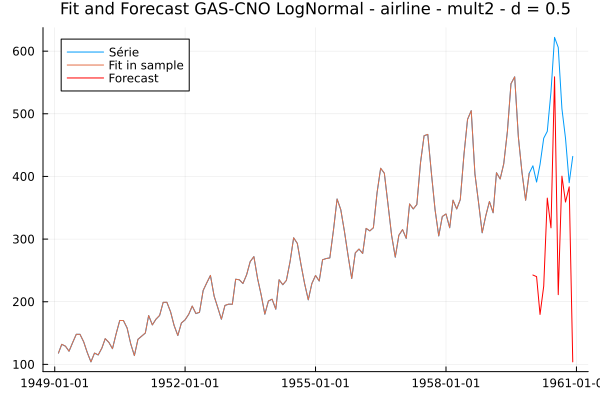 Fit and Forecast GAS-CNO LogNormal - airline - mult2 - d = 0.5
Série
Fit in sample
Forecast
600
500
400
300
200
100
1949-01-01
1952-01-01
1955-01-01
1958-01-01
1961-01-0